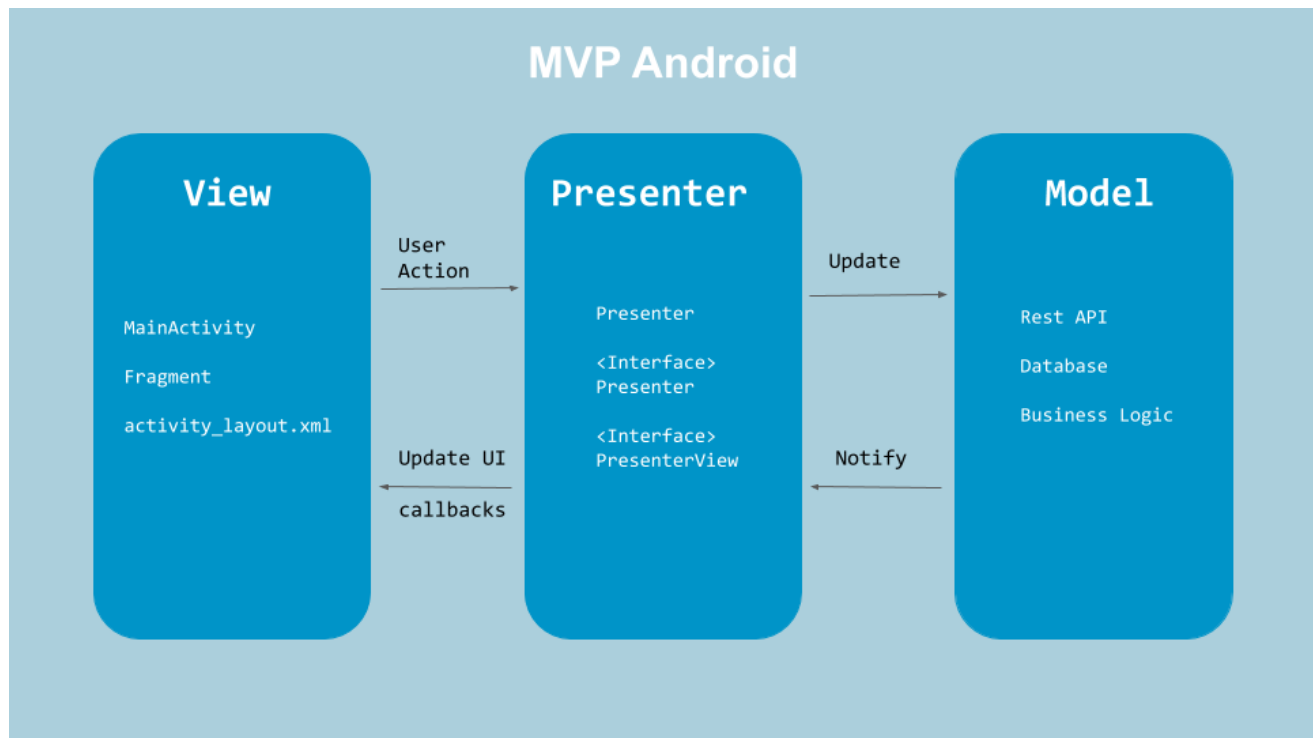 MVP Android
View
MainActivity
Fragment
activity_layout.xml
User
Action
Update UI
callbacks
Presenter
Presenter
<Interface>
Presenter
<Interface>
PresenterView
Update
Notify
Model
Rest API
Database
Business Logic